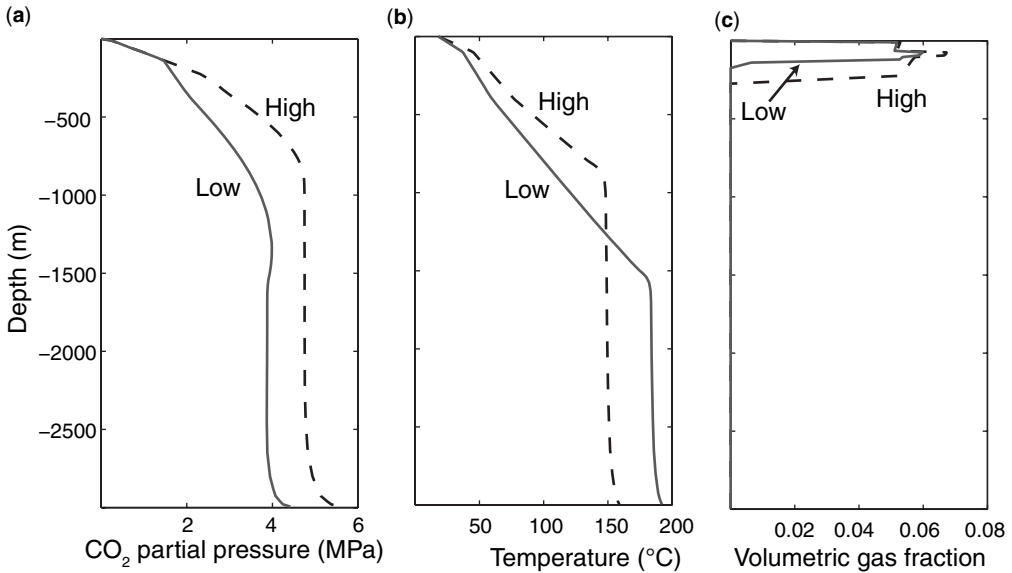 (a)
High
Low
−500
−1000
−1500
−2000
−2500
Depth (m)
2
4
6
CO2 partial pressure (MPa)
(b)
High
Low
50
100
150
200
Temperature (°C)
(c)
Low
High
0.02
0.04
0.06
0.08
Volumetric gas fraction